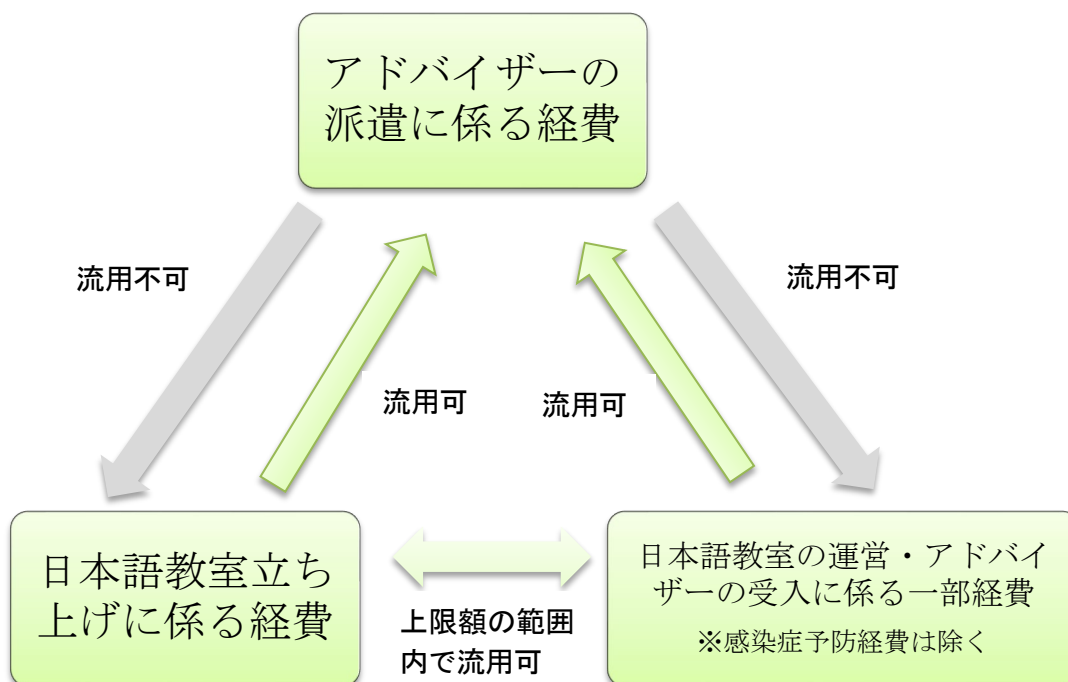 アドバイザーの
派遣に係る経費
流用不可
流用不可
流用可
流用可
日本語教室立ち
上げに係る経費
上限額の範囲
内で流用可
日本語教室の運営・アドバイ
ザーの受入に係る一部経費
※感染症予防経費は除く